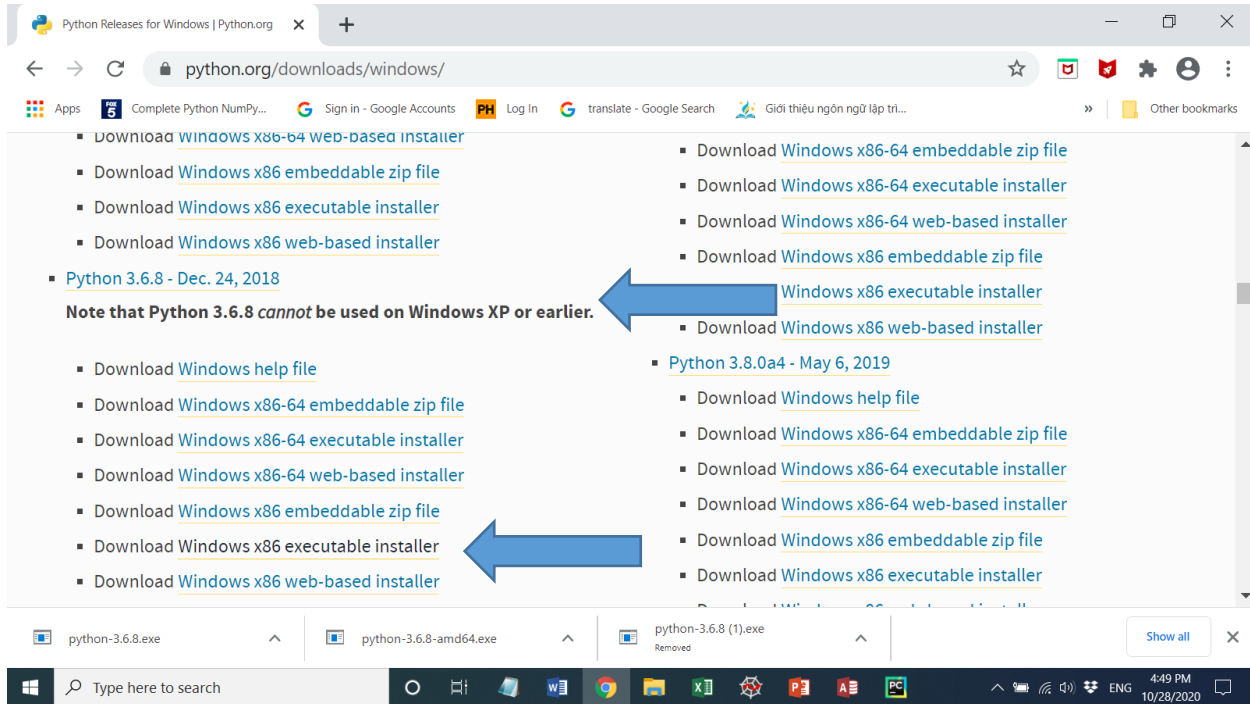 Python Releases for Windows | Python.org
python.org/downloads/windows/
Apps
FOX 5
Complete Python NumPy...
Sign in - Google Accounts
PH
Log In
translate - Google Search
Giới thiệu ngôn ngữ lập trì...
»
Other bookmarks
Download Windows x86-64 web-based installer
Download Windows x86 embeddable zip file
Download Windows x86 executable installer
Download Windows x86 web-based installer
Python 3.6.8 - Dec. 24, 2018
Note that Python 3.6.8 cannot be used on Windows XP or earlier.
Download Windows help file
Download Windows x86-64 embeddable zip file
Download Windows x86-64 executable installer
Download Windows x86-64 web-based installer
Download Windows x86 embeddable zip file
Download Windows x86 executable installer
Download Windows x86 web-based installer
Download Windows x86-64 embeddable zip file
Download Windows x86-64 executable installer
Download Windows x86-64 web-based installer
Download Windows x86 embeddable zip file
Windows x86 executable installer
Download Windows x86 web-based installer
Python 3.8.0a4 - May 6, 2019
Download Windows help file
Download Windows x86-64 embeddable zip file
Download Windows x86-64 executable installer
Download Windows x86-64 web-based installer
Download Windows x86 embeddable zip file
Download Windows x86 executable installer
python-3.6.8.exe
python-3.6.8-amd64.exe
python-3.6.8 (1).exe
Removed
Show all
Type here to search
ENG
4:49 PM
10/28/2020